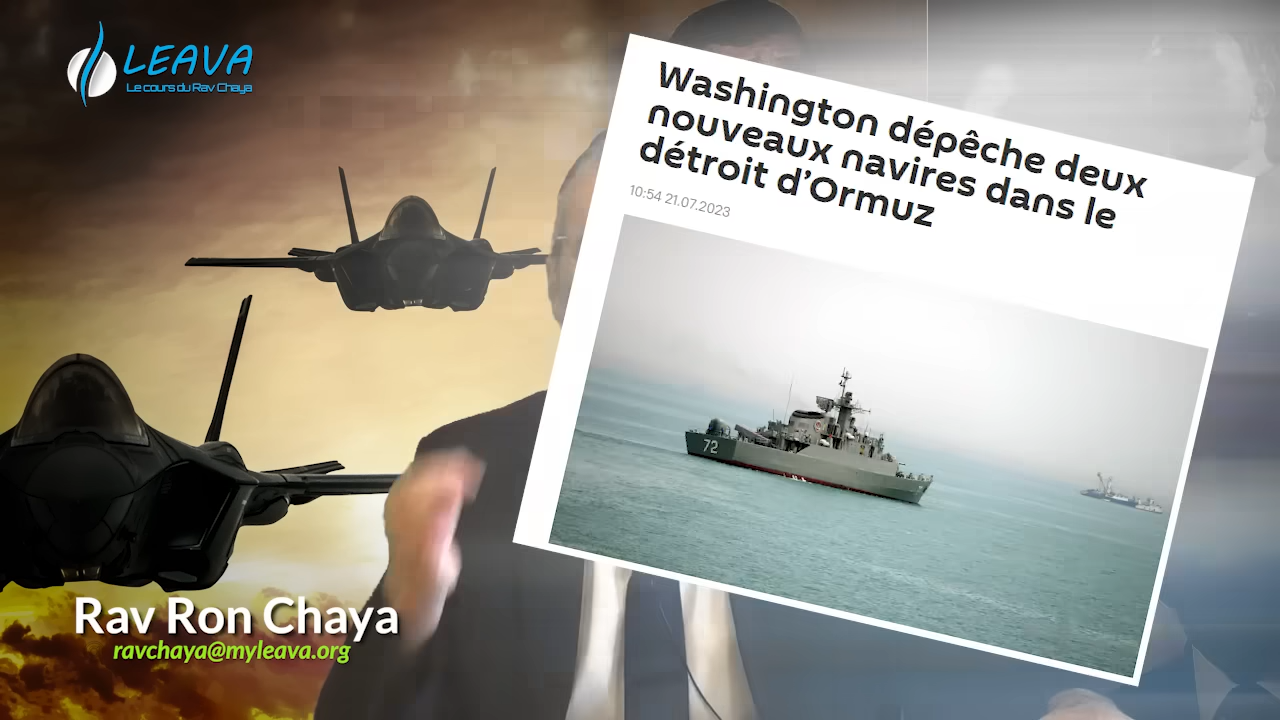 LEAVA
Le cours du Rav Chaya
Washington dépêche deux
nouveaux navires dans le
détroit d'Ormuz
10:54 21.07.2023
72
Rav Ron Chaya
ravchaya@myleava.org